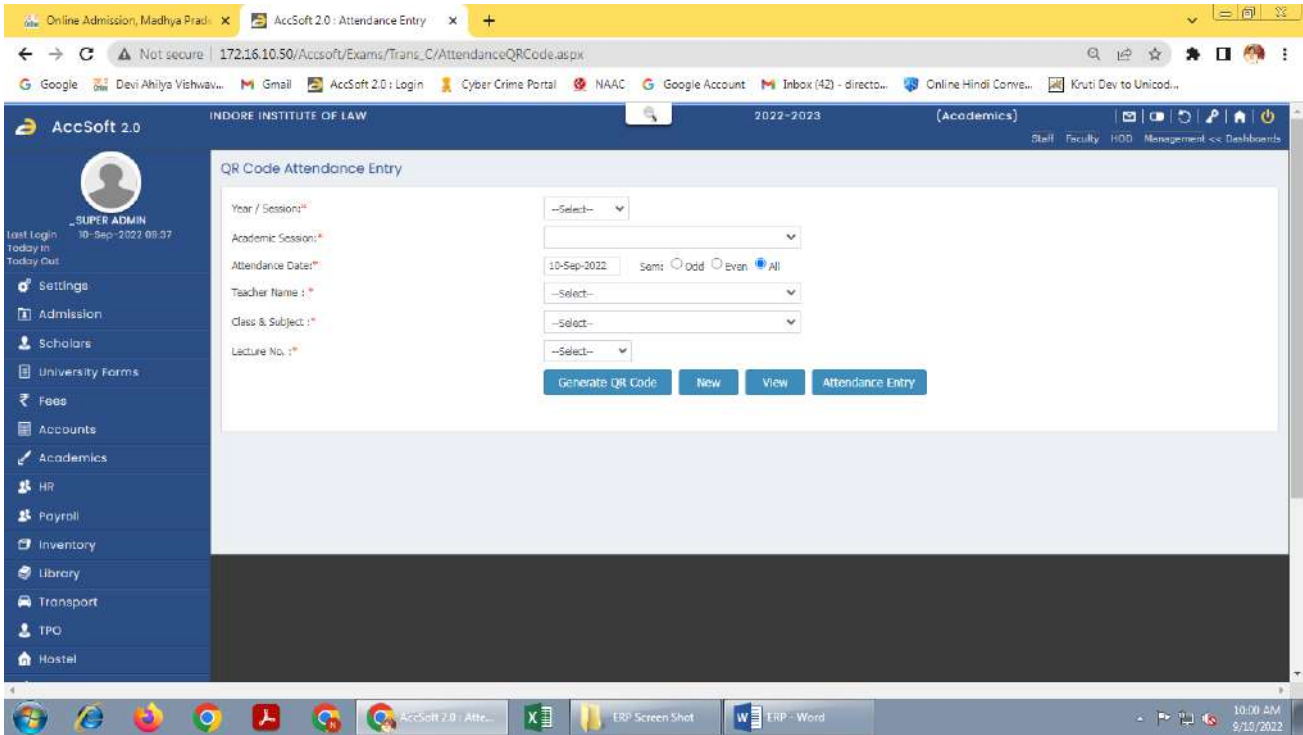 Online Admission, Madhya Prade
AccSoft 2.0 : Attendance Entry
Not secure | 172.16.10.50/Accsoft/Exams/Trans_C/AttendanceQRCode.aspx
Google Devi Ahilya Vishwav... Gmail AccSoft 2.0 : Login Cyber Crime Portal NAAC Google Account Inbox (42) - directo... Online Hindi Conve... Kruti Dev to Unicod...
AccSoft 2.0
INDORE INSTITUTE OF LAW 2022-2023 (Academics)
Staff Faculty HOD Management << Dashboards
_SUPER ADMIN
Last Login 10-Sep-2022 09:37
Today In
Today Out
Settings
Admission
Scholars
University Forms
Fees
Accounts
Academics
HR
Payroll
Inventory
Library
Transport
TPO
Hostel
QR Code Attendance Entry
Year / Session:* --Select--
Academic Session:*
Attendance Date:* 10-Sep-2022 Sem: Odd Even All
Teacher Name : * --Select--
Class & Subject :* --Select--
Lecture No. :* --Select--
Generate QR Code New View Attendance Entry
AccSoft 2.0 : Atte... ERP Screen Shot ERP - Word
10:00 AM
9/10/2022